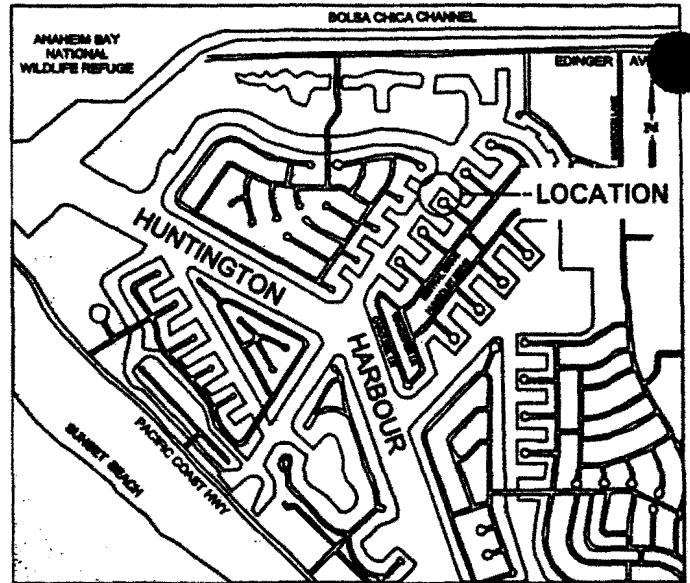 BOLSA CHICA CHANNEL
ANAHEIM BAY
NATIONAL
WILDLIFE REFUGE
EDINGER AV
N
LOCATION
HUNTINGTON
HARBOUR
PACIFIC COAST HWY
SUNSET BEACH